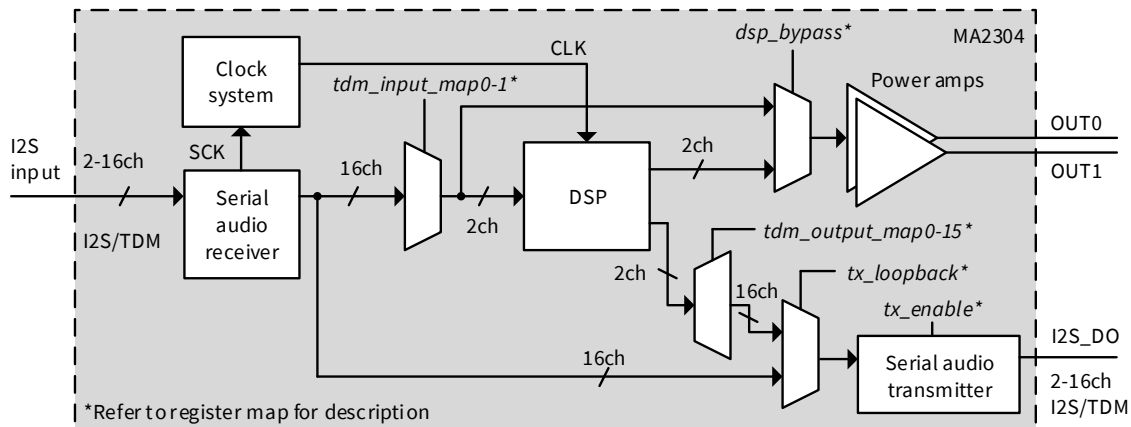 dsp_bypass*
MA2304
CLK
Clock
system
tdm_input_map0-1*
Power amps
I2S
input
2-16ch
SCK
16ch
2ch
OUT0
OUT1
I2S/TDM
Serial
audio
receiver
2ch
DSP
tdm_output_map0-15*
2ch
16ch
tx_loopback*
tx_enable*
16ch
Serial audio
transmitter
I2S_DO
2-16ch
I2S/TDM
*Refer to register map for description